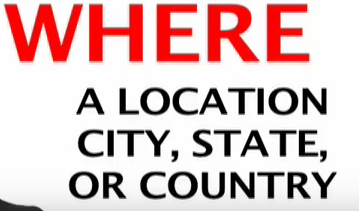 WHERE
A LOCATION
CITY, STATE,
OR COUNTRY